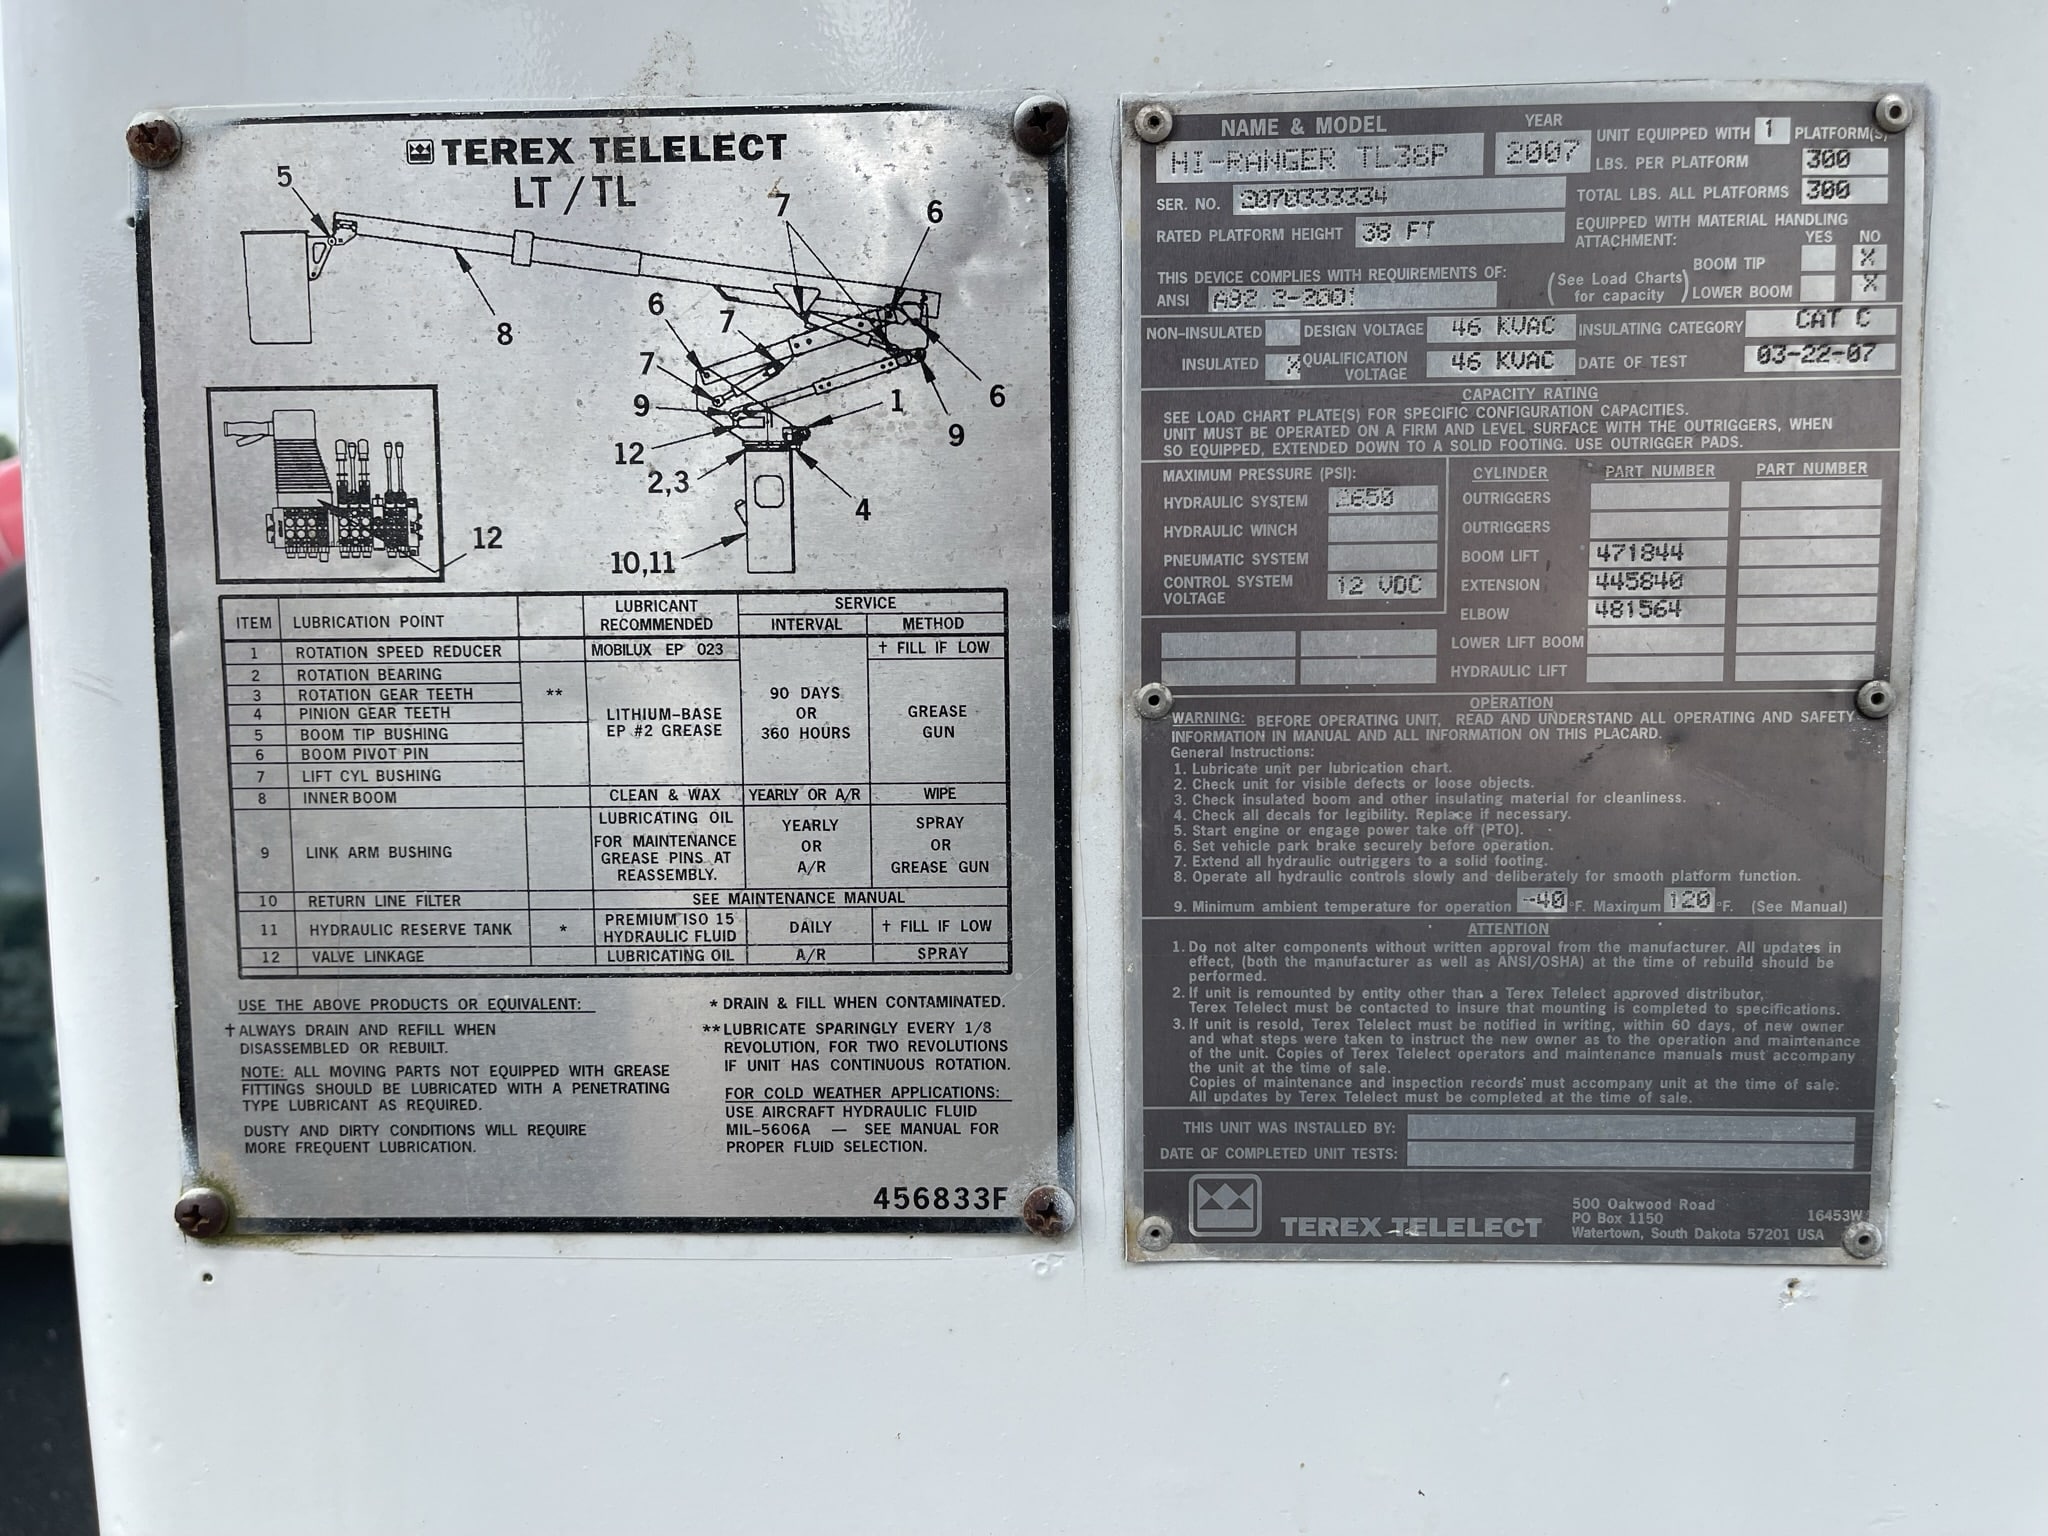 TEREX TELELECT
LT/TL
5
7
6
8
6
7
7
9
1
6
9
12
2,3
4
10,11
12
ITEM LUBRICATION POINT LUBRICANT RECOMMENDED SERVICE
INTERVAL METHOD
1 ROTATION SPEED REDUCER MOBILUX EP 023 † FILL IF LOW
2 ROTATION BEARING
3 ROTATION GEAR TEETH ** 90 DAYS
4 PINION GEAR TEETH LITHIUM-BASE OR GREASE
5 BOOM TIP BUSHING EP #2 GREASE 360 HOURS GUN
6 BOOM PIVOT PIN
7 LIFT CYL BUSHING
8 INNER BOOM CLEAN & WAX YEARLY OR A/R WIPE
9 LINK ARM BUSHING LUBRICATING OIL
FOR MAINTENANCE
GREASE PINS AT
REASSEMBLY.
YEARLY
OR
A/R
SPRAY
OR
GREASE GUN
10 RETURN LINE FILTER SEE MAINTENANCE MANUAL
11 HYDRAULIC RESERVE TANK * PREMIUM ISO 15
HYDRAULIC FLUID DAILY † FILL IF LOW
12 VALVE LINKAGE LUBRICATING OIL A/R SPRAY
USE THE ABOVE PRODUCTS OR EQUIVALENT:
† ALWAYS DRAIN AND REFILL WHEN
DISASSEMBLED OR REBUILT.
NOTE: ALL MOVING PARTS NOT EQUIPPED WITH GREASE
FITTINGS SHOULD BE LUBRICATED WITH A PENETRATING
TYPE LUBRICANT AS REQUIRED.
DUSTY AND DIRTY CONDITIONS WILL REQUIRE
MORE FREQUENT LUBRICATION.
* DRAIN & FILL WHEN CONTAMINATED.
** LUBRICATE SPARINGLY EVERY 1/8
REVOLUTION, FOR TWO REVOLUTIONS
IF UNIT HAS CONTINUOUS ROTATION.
FOR COLD WEATHER APPLICATIONS:
USE AIRCRAFT HYDRAULIC FLUID
MIL-5606A — SEE MANUAL FOR
PROPER FLUID SELECTION.
456833F
NAME & MODEL YEAR
HI-RANGER TL38P 2007
SER. NO. 2070333334
RATED PLATFORM HEIGHT 38 FT
THIS DEVICE COMPLIES WITH REQUIREMENTS OF:
ANSI A92.2-2001
UNIT EQUIPPED WITH 1 PLATFORM(S)
LBS. PER PLATFORM 300
TOTAL LBS. ALL PLATFORMS 300
EQUIPPED WITH MATERIAL HANDLING
ATTACHMENT: YES NO
BOOM TIP X
(See Load Charts for capacity) LOWER BOOM X
NON-INSULATED DESIGN VOLTAGE 46 KVAC INSULATING CATEGORY CAT C
INSULATED X QUALIFICATION VOLTAGE 46 KVAC DATE OF TEST 03-22-07
CAPACITY RATING
SEE LOAD CHART PLATE(S) FOR SPECIFIC CONFIGURATION CAPACITIES.
UNIT MUST BE OPERATED ON A FIRM AND LEVEL SURFACE WITH THE OUTRIGGERS, WHEN
SO EQUIPPED, EXTENDED DOWN TO A SOLID FOOTING. USE OUTRIGGER PADS.
MAXIMUM PRESSURE (PSI):
HYDRAULIC SYSTEM 2650
HYDRAULIC WINCH
PNEUMATIC SYSTEM
CONTROL SYSTEM VOLTAGE 12 VDC
CYLINDER PART NUMBER PART NUMBER
OUTRIGGERS
OUTRIGGERS
BOOM LIFT 471844
EXTENSION 445840
ELBOW 481564
LOWER LIFT BOOM
HYDRAULIC LIFT
OPERATION
WARNING: BEFORE OPERATING UNIT, READ AND UNDERSTAND ALL OPERATING AND SAFETY
INFORMATION IN MANUAL AND ALL INFORMATION ON THIS PLACARD.
General Instructions:
1. Lubricate unit per lubrication chart.
2. Check unit for visible defects or loose objects.
3. Check insulated boom and other insulating material for cleanliness.
4. Check all decals for legibility. Replace if necessary.
5. Start engine or engage power take off (PTO).
6. Set vehicle park brake securely before operation.
7. Extend all hydraulic outriggers to a solid footing.
8. Operate all hydraulic controls slowly and deliberately for smooth platform function.
9. Minimum ambient temperature for operation -40 °F. Maximum 120 °F. (See Manual)
ATTENTION
1. Do not alter components without written approval from the manufacturer. All updates in
effect, (both the manufacturer as well as ANSI/OSHA) at the time of rebuild should be
performed.
2. If unit is remounted by entity other than a Terex Telelect approved distributor,
Terex Telelect must be contacted to insure that mounting is completed to specifications.
3. If unit is resold, Terex Telelect must be notified in writing, within 60 days, of new owner
and what steps were taken to instruct the new owner as to the operation and maintenance
of the unit. Copies of Terex Telelect operators and maintenance manuals must accompany
the unit at the time of sale.
Copies of maintenance and inspection records must accompany unit at the time of sale.
All updates by Terex Telelect must be completed at the time of sale.
THIS UNIT WAS INSTALLED BY:
DATE OF COMPLETED UNIT TESTS:
TEREX TELELECT
500 Oakwood Road
PO Box 1150
Watertown, South Dakota 57201 USA
16453W